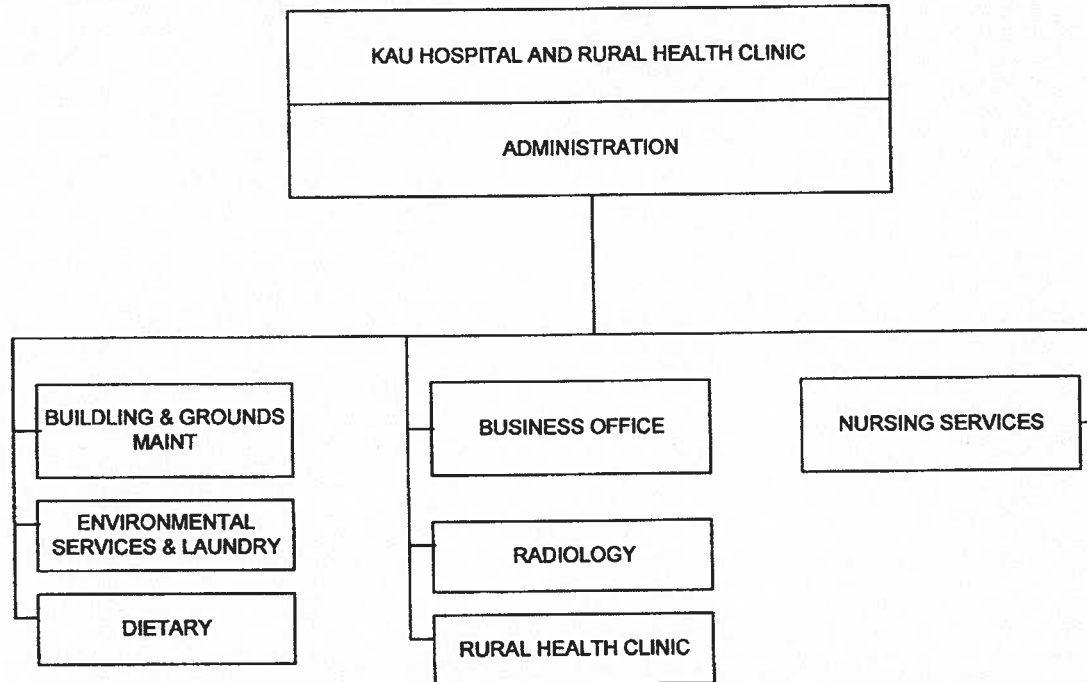 KAU HOSPITAL AND RURAL HEALTH CLINIC
ADMINISTRATION
BUILDLING & GROUNDS
MAINT
ENVIRONMENTAL
SERVICES & LAUNDRY
DIETARY
BUSINESS OFFICE
RADIOLOGY
RURAL HEALTH CLINIC
NURSING SERVICES